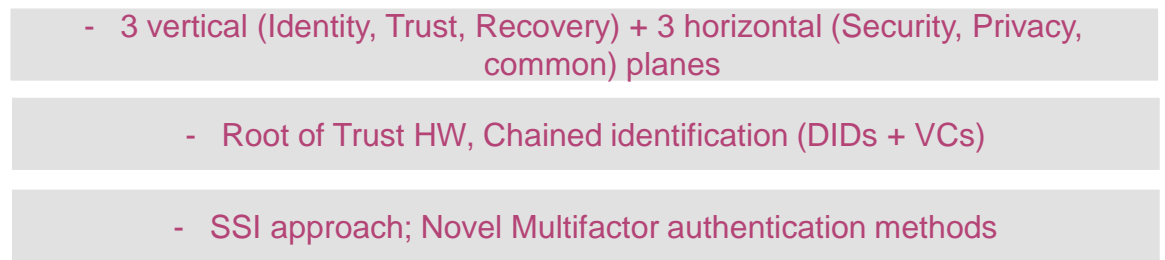 - 3 vertical (Identity, Trust, Recovery) + 3 horizontal (Security, Privacy,
common) planes
- Root of Trust HW, Chained identification (DIDs + VCs)
- SSI approach; Novel Multifactor authentication methods